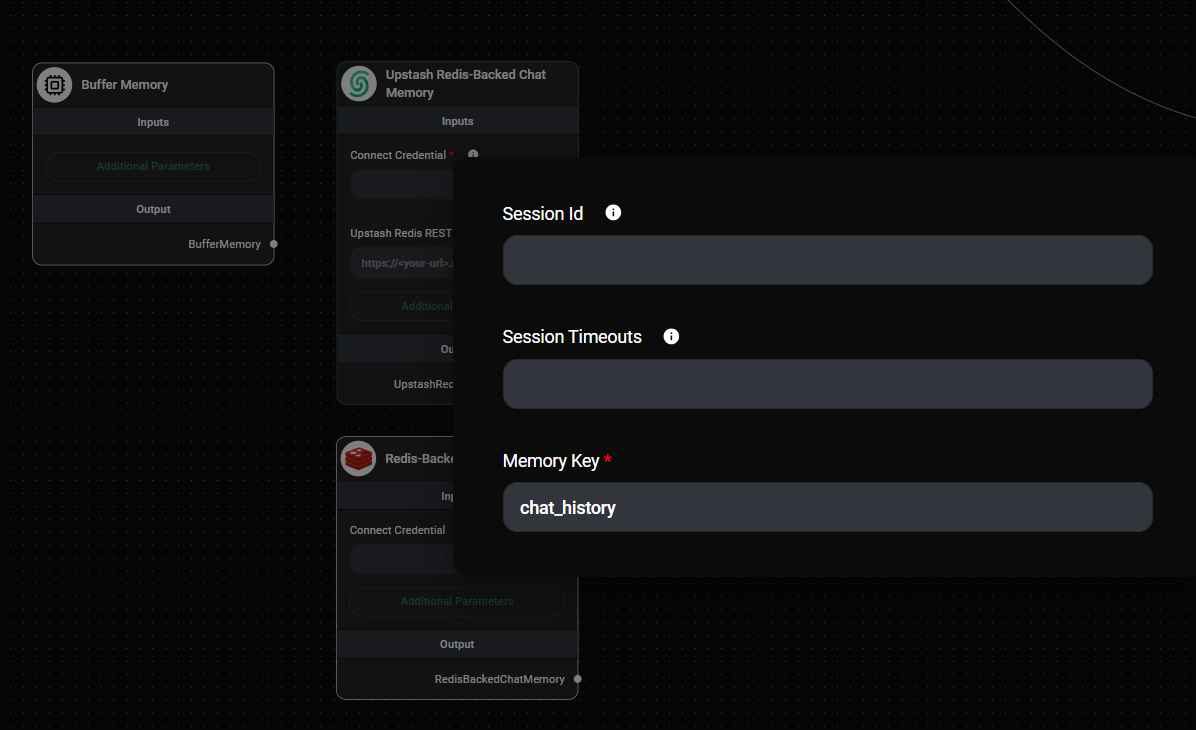 Buffer Memory
Inputs
Additional Parameters
Output
BufferMemory
Upstash Redis-Backed Chat
Memory
Inputs
Connect Credential *
Upstash Redis REST
https://<your-url>.
Additional
Ou
UpstashRed
Redis-Backe
Inp
Connect Credential
Additional Parameters
Output
RedisBackedChatMemory
Session Id
Session Timeouts
Memory Key *
chat_history